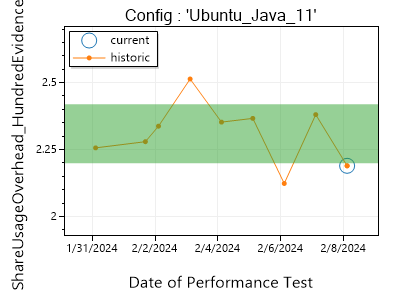 Config : 'Ubuntu_Java_11'
current
historic
ShareUsageOverhead_HundredEvidence
2.5
2.25
2
1/31/2024
2/2/2024
2/4/2024
2/6/2024
2/8/2024
Date of Performance Test